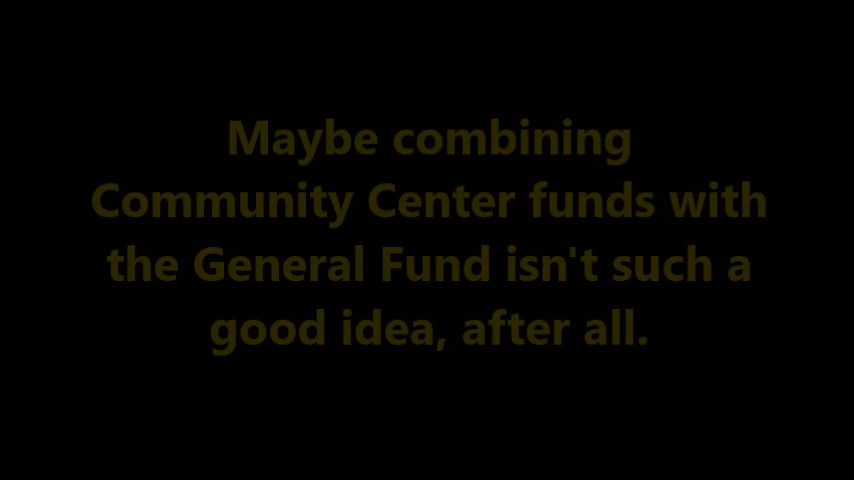 Maybe combining
Community Center funds with
the General Fund isn't such a
good idea, after all.